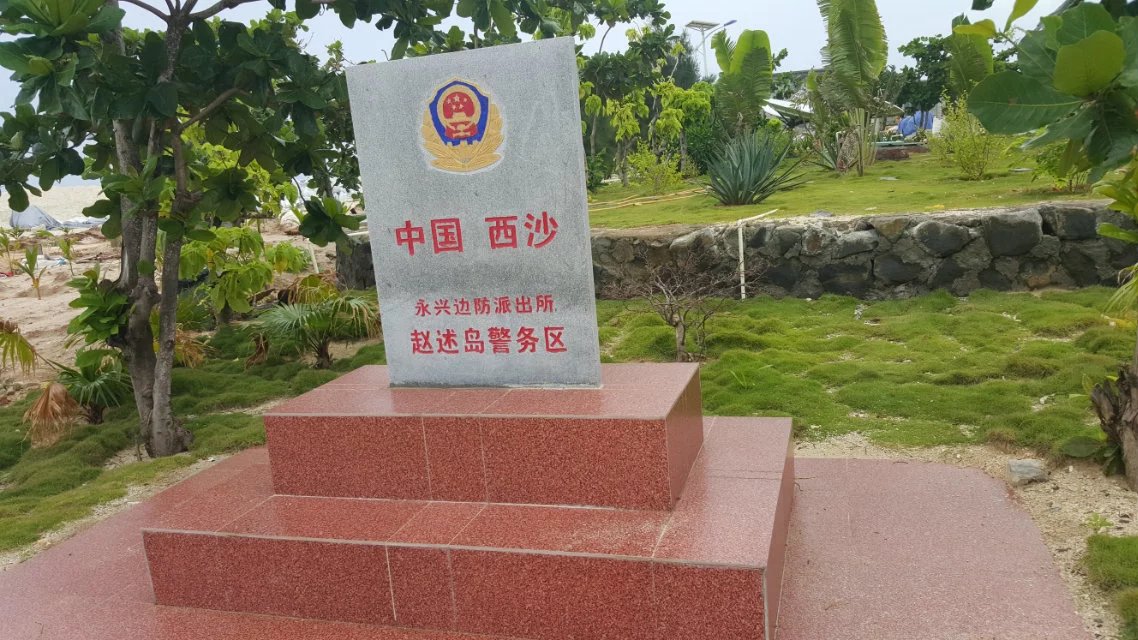 中国 西沙
永兴边防派出所
赵述岛警务区